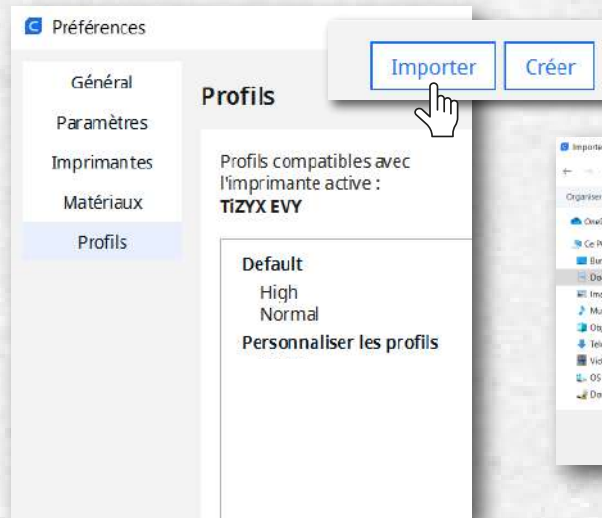 Préférences
Importer
Créer
Général
Paramètres
Imprimantes
Matériaux
Profils
Profils
Profils compatibles avec
l'imprimante active :
TiZYX EVY
Default
High
Normal
Personnaliser les profils
Organiser